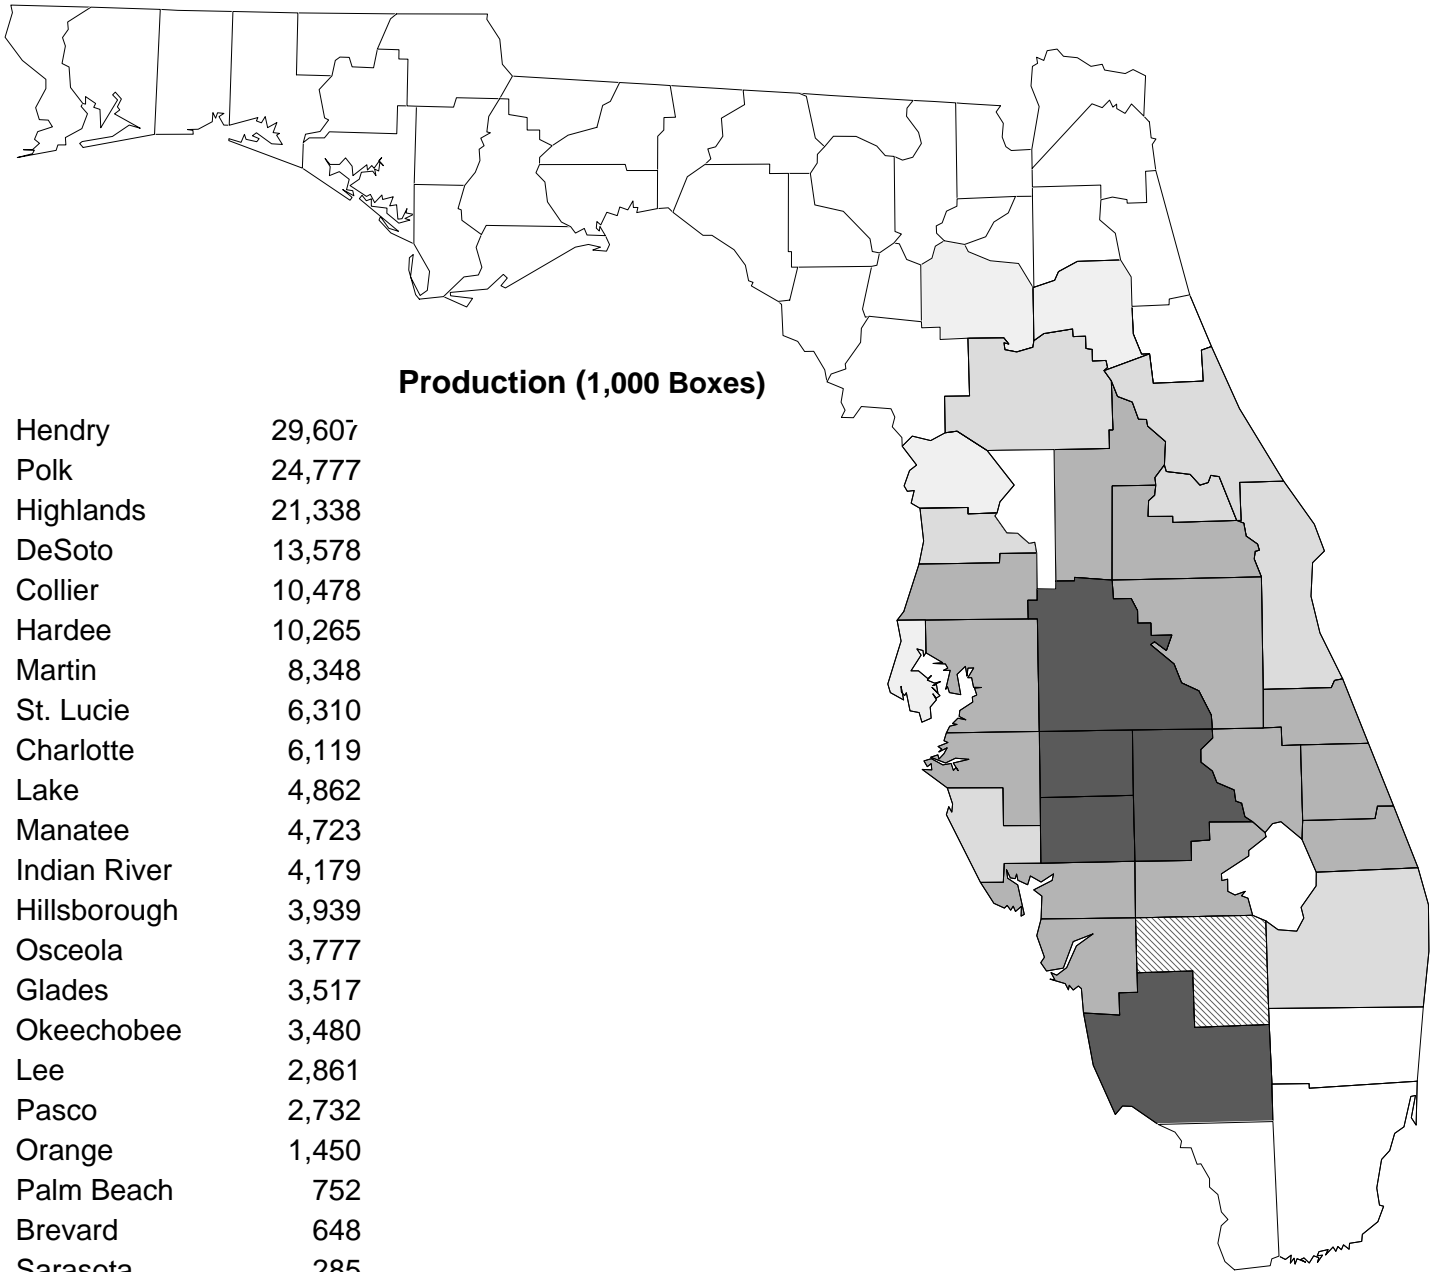 Production (1,000 Boxes)
Hendry 29,607
Polk 24,777
Highlands 21,338
DeSoto 13,578
Collier 10,478
Hardee 10,265
Martin 8,348
St. Lucie 6,310
Charlotte 6,119
Lake 4,862
Manatee 4,723
Indian River 4,179
Hillsborough 3,939
Osceola 3,777
Glades 3,517
Okeechobee 3,480
Lee 2,861
Pasco 2,732
Orange 1,450
Palm Beach 752
Brevard 648
Sarasota 285